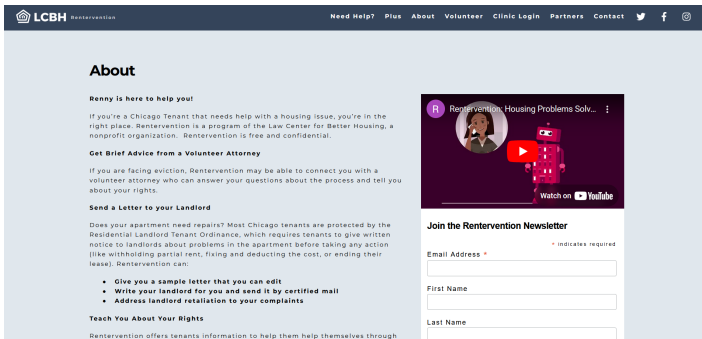 LCBH Rentervention
Need Help? Plus About Volunteer Clinic Login Partners Contact
About
Renny is here to help you!
If you're a Chicago Tenant that needs help with a housing issue, you're in the
right place. Rentervention is a program of the Law Center for Better Housing, a
nonprofit organization. Rentervention is free and confidential.
Get Brief Advice from a Volunteer Attorney
If you are facing eviction, Rentervention may be able to connect you with a
volunteer attorney who can answer your questions about the process and tell you
about your rights.
Send a Letter to your Landlord
Does your apartment need repairs? Most Chicago tenants are protected by the
Residential Landlord Tenant Ordinance, which requires tenants to give written
notice to landlords about problems in the apartment before taking any action
(like withholding partial rent, fixing and deducting the cost, or ending their
lease). Rentervention can:
• Give you a sample letter that you can edit
• Write your landlord for you and send it by certified mail
• Address landlord retaliation to your complaints
Teach You About Your Rights
Rentervention offers tenants information to help them help themselves through
R Rentervention: Housing Problems Solv...
Watch on YouTube
Join the Rentervention Newsletter
* indicates required
Email Address *
First Name
Last Name